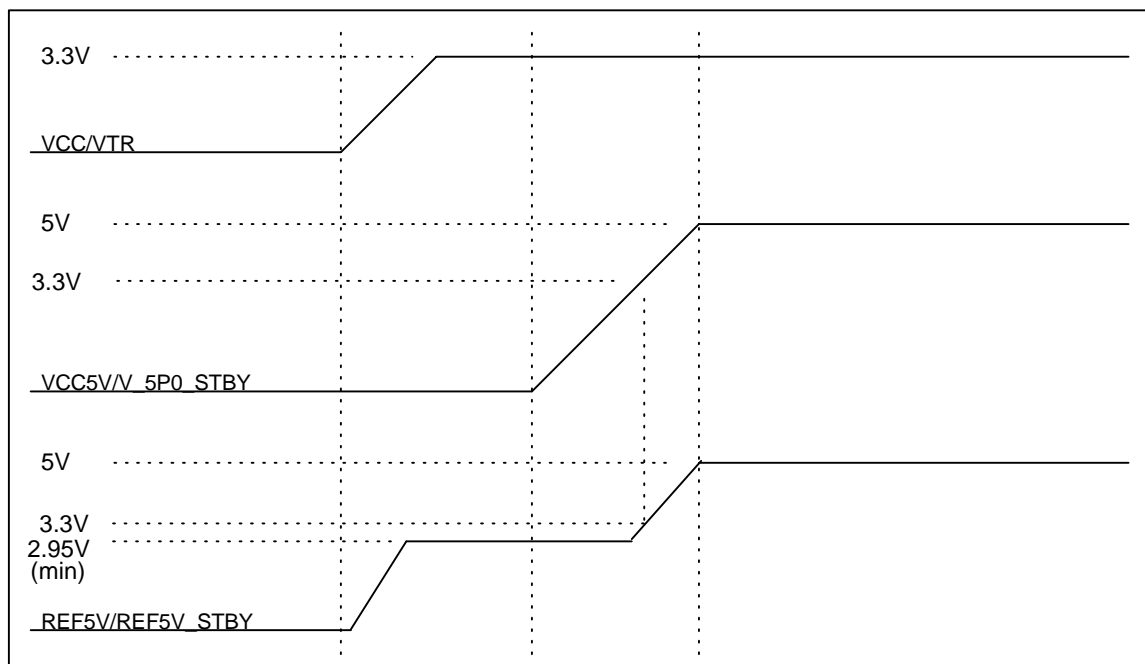 3.3V
VCC/VTR
5V
3.3V
VCC5V/V_5P0_STBY
5V
3.3V
2.95V
(min)
REF5V/REF5V_STBY